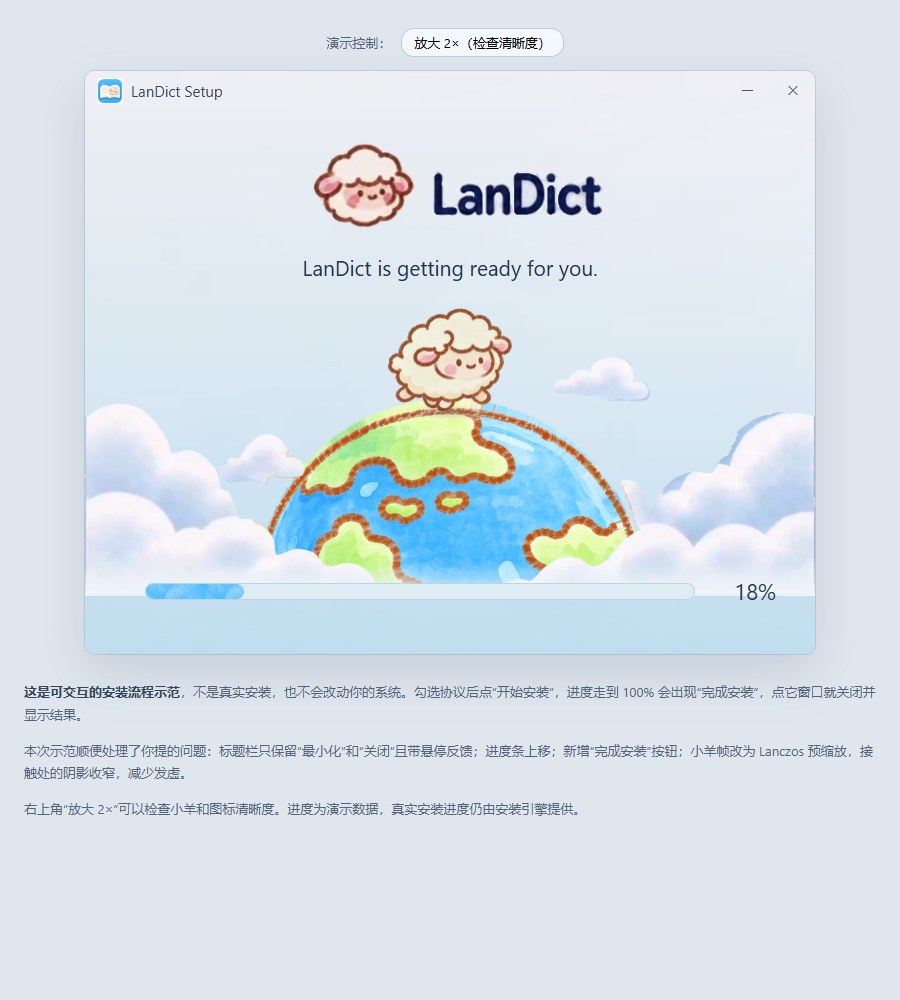 演示控制：
放大 2×（检查清晰度）
LanDict Setup
LanDict
LanDict is getting ready for you.
18%
这是可交互的安装流程示范，不是真实安装，也不会改动你的系统。勾选协议后点“开始安装”，进度走到 100% 会出现“完成安装”，点它窗口就关闭并
显示结果。
本次示范顺便处理了你提的问题：标题栏只保留“最小化”和“关闭”且带悬停反馈；进度条上移；新增“完成安装”按钮；小羊帧改为 Lanczos 预缩放，接
触处的阴影收窄，减少发虚。
右上角“放大 2×”可以检查小羊和图标清晰度。进度为演示数据，真实安装进度仍由安装引擎提供。